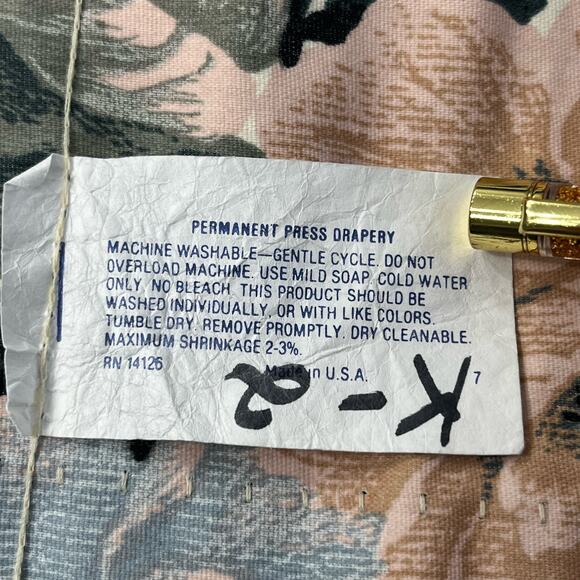 PERMANENT PRESS DRAPERY
MACHINE WASHABLE—GENTLE CYCLE. DO NOT
OVERLOAD MACHINE. USE MILD SOAP, COLD WATER
ONLY, NO BLEACH. THIS PRODUCT SHOULD BE
WASHED INDIVIDUALLY, OR WITH LIKE COLORS.
TUMBLE DRY. REMOVE PROMPTLY. DRY CLEANABLE.
MAXIMUM SHRINKAGE 2-3%.
RN 14126 Made in U.S.A. 7
K-2